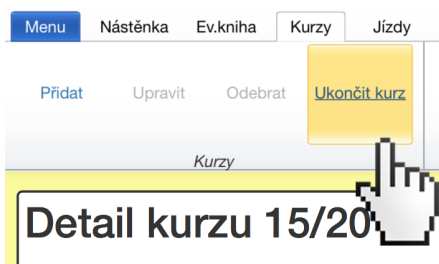 Menu Nástěnka Ev.kniha Kurzy Jízdy
Přidat Upravit Odebrat Ukončit kurz
Kurzy
Detail kurzu 15/20